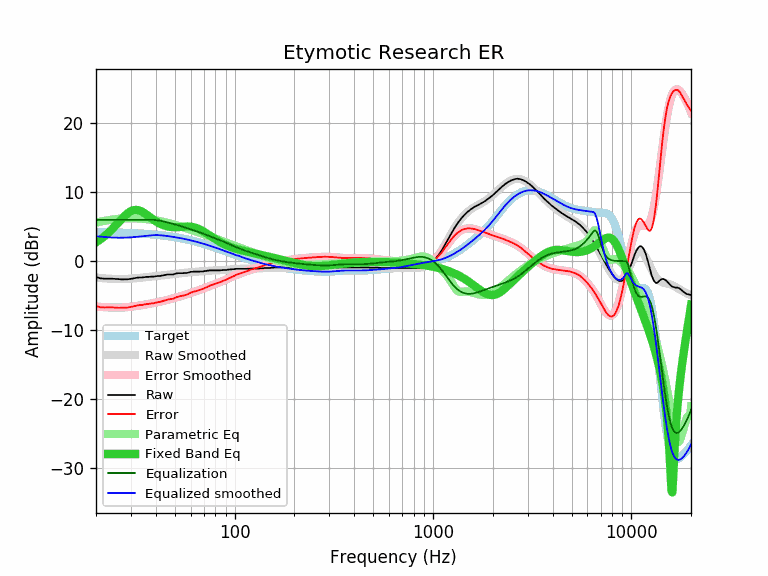 Etymotic Research ER
Amplitude (dBr)
20
10
0
−10
−20
−30
Target
Raw Smoothed
Error Smoothed
Raw
Error
Parametric Eq
Fixed Band Eq
Equalization
Equalized smoothed
100
1000
10000
Frequency (Hz)